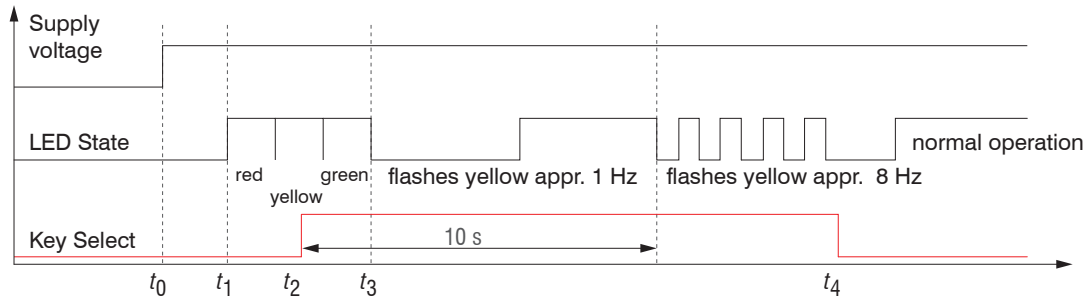 Supply
voltage
LED State
normal operation
red
green
flashes yellow appr. 1 Hz
flashes yellow appr. 8 Hz
yellow
Key Select
10 s
t0
t1
t2
t3
t4